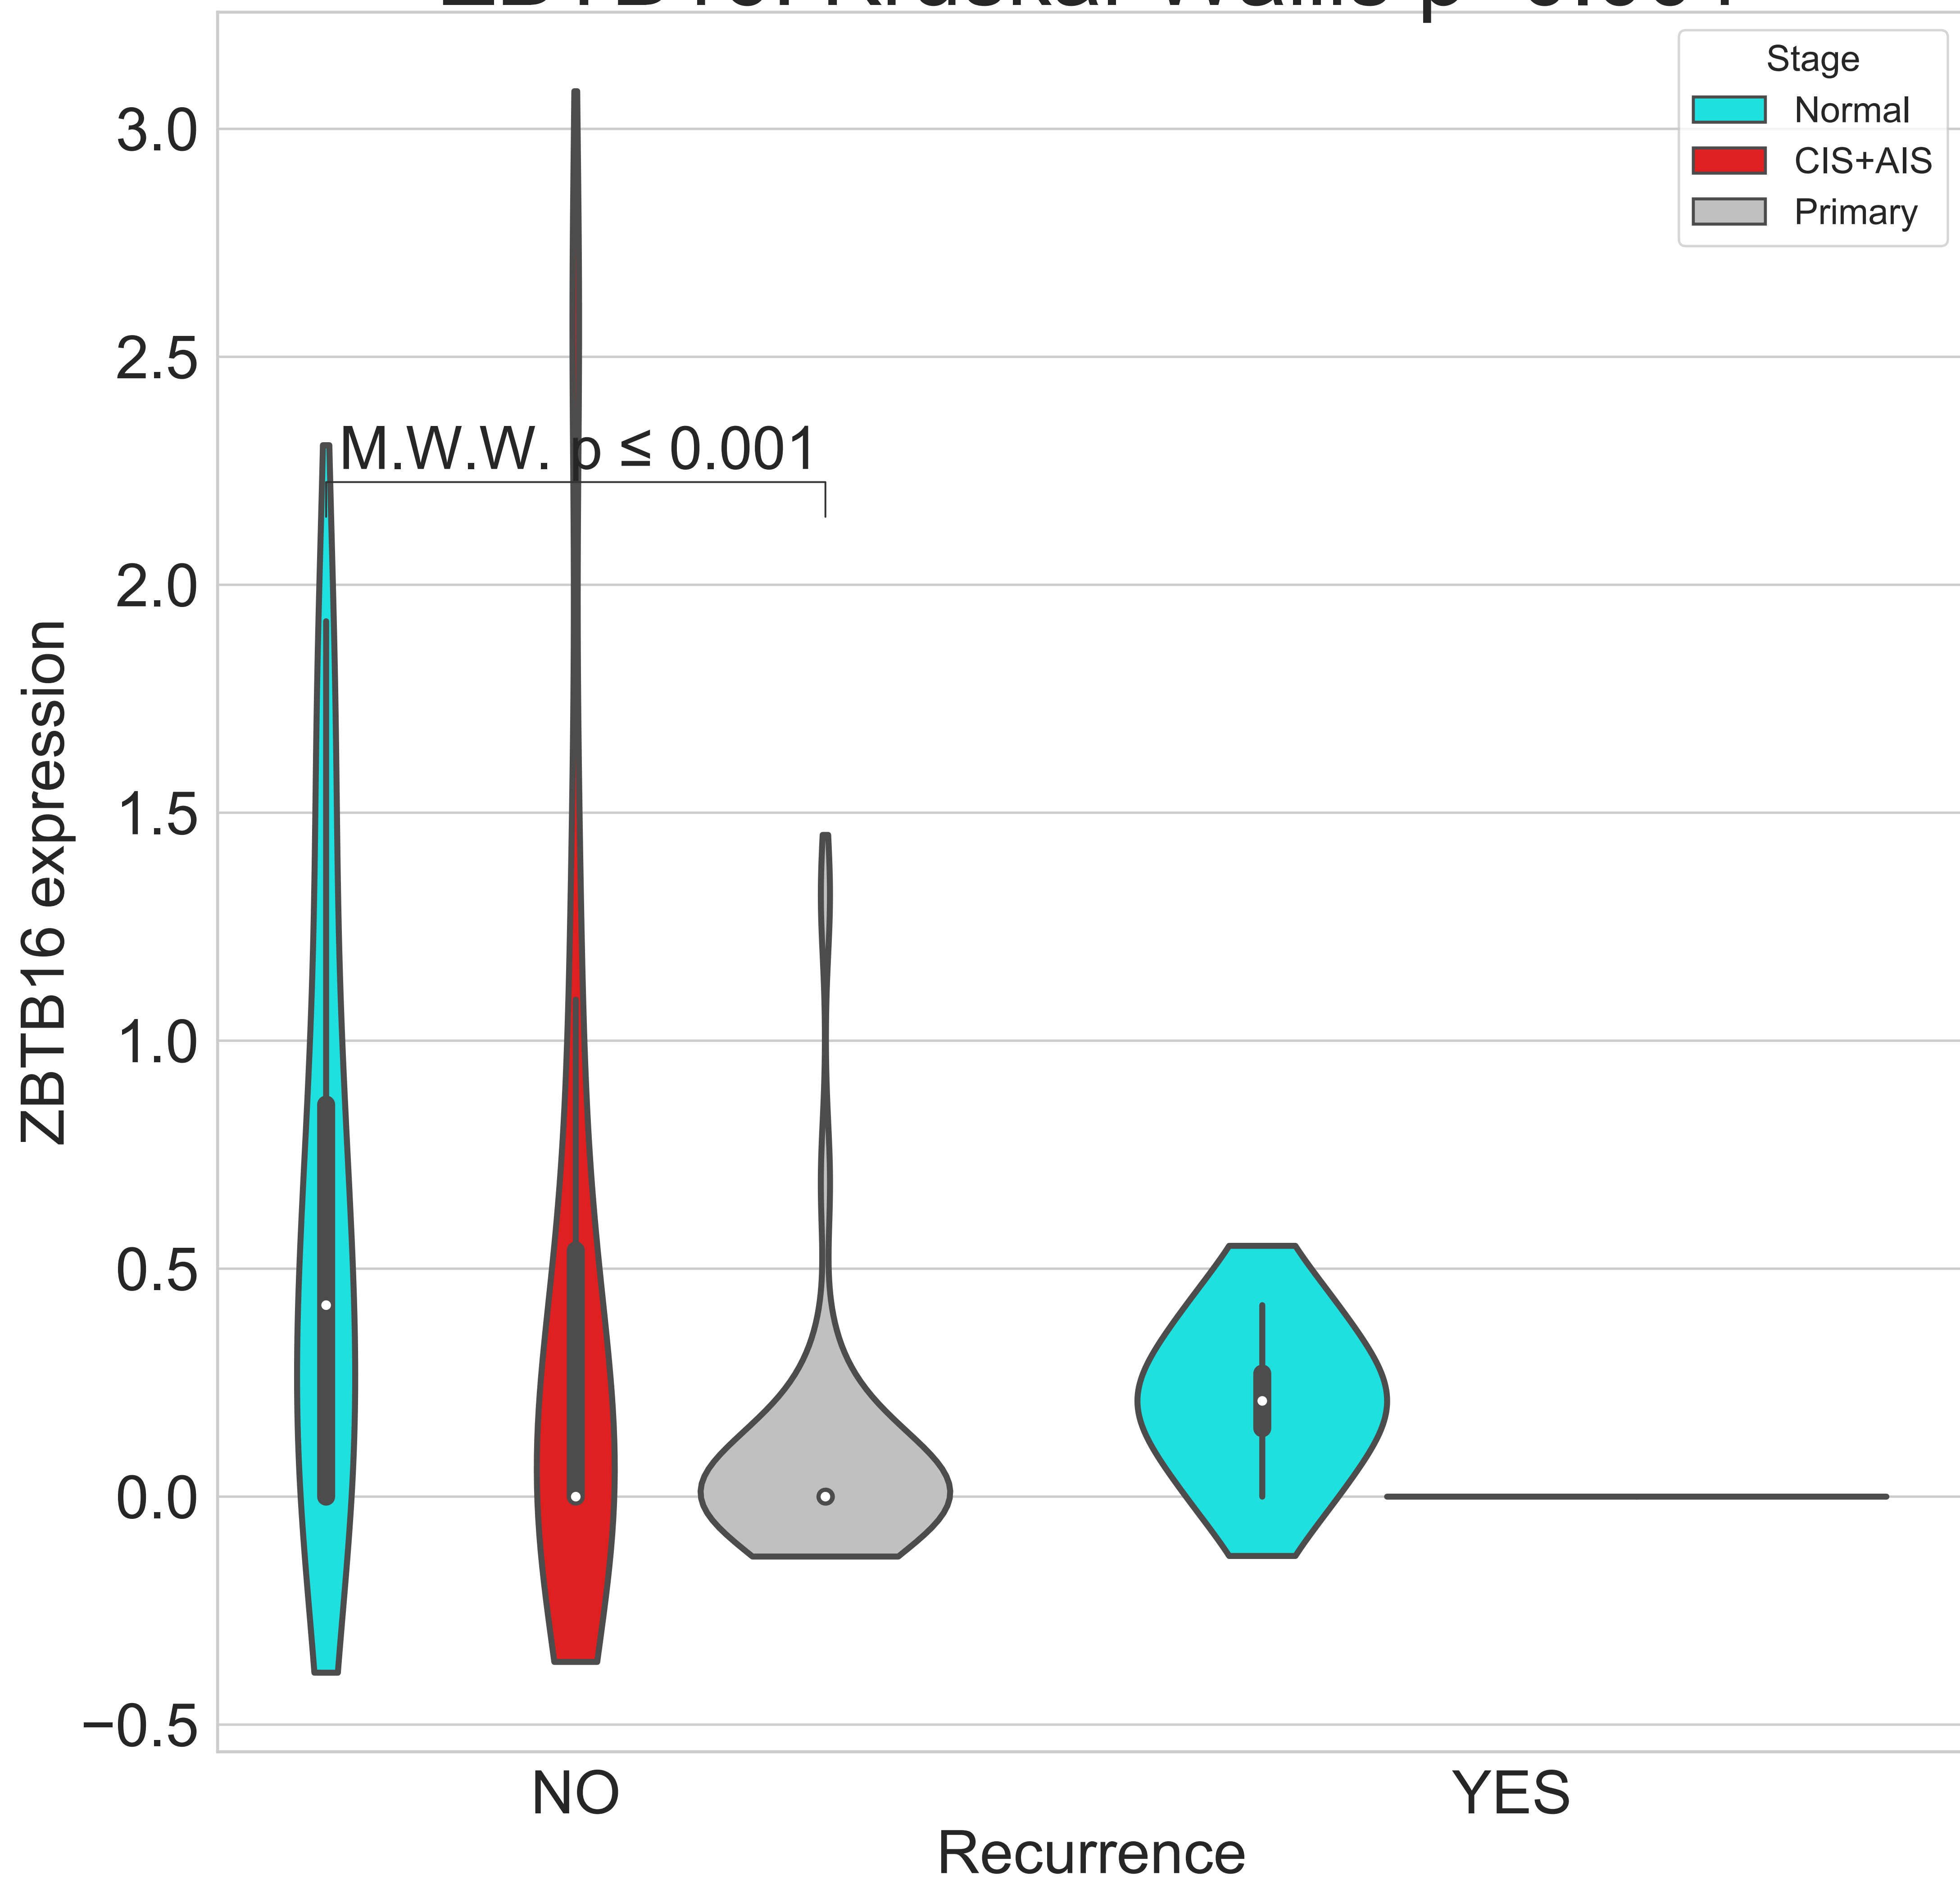 Stage
Normal
CIS+AIS
Primary
3.0
2.5
2.0
1.5
1.0
0.5
0.0
−0.5
M.W.W. p ≤ 0.001
ZBTB16 expression
NO
YES
Recurrence